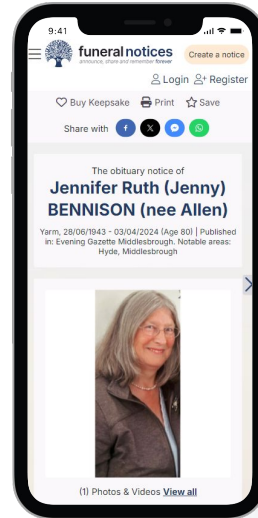 9:41
funeralnotices
announce, share and remember forever
Create a notice
Login Register
Buy Keepsake Print Save
Share with
The obituary notice of
Jennifer Ruth (Jenny)
BENNISON (nee Allen)
Yarm, 28/06/1943 - 03/04/2024 (Age 80) | Published
in: Evening Gazette Middlesbrough. Notable areas:
Hyde, Middlesbrough
(1) Photos & Videos View all